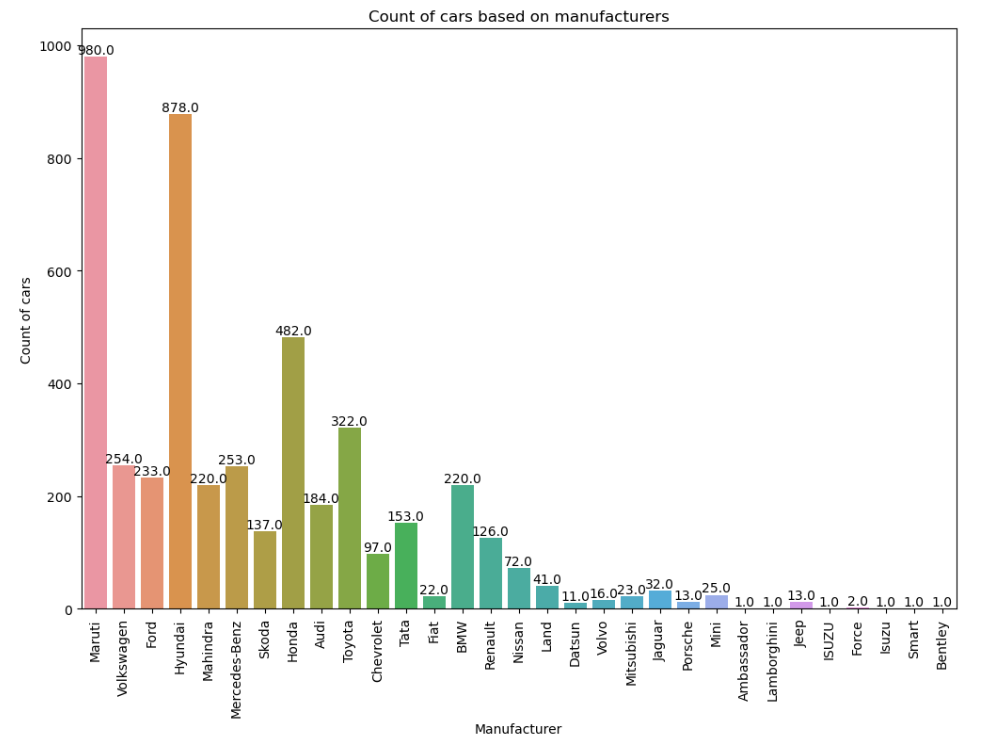 Count of cars based on manufacturers
Count of cars
1000
800
600
400
200
0
980.0
254.0
233.0
878.0
220.0
253.0
137.0
482.0
184.0
322.0
97.0
153.0
22.0
220.0
126.0
72.0
41.0
11.0
16.0
23.0
32.0
13.0
25.0
1.0
1.0
13.0
1.0
2.0
1.0
1.0
1.0
Maruti
Volkswagen
Ford
Hyundai
Mahindra
Mercedes-Benz
Skoda
Honda
Audi
Toyota
Chevrolet
Tata
Fiat
BMW
Renault
Nissan
Land
Datsun
Volvo
Mitsubishi
Jaguar
Porsche
Mini
Ambassador
Lamborghini
Jeep
ISUZU
Force
Isuzu
Smart
Bentley
Manufacturer